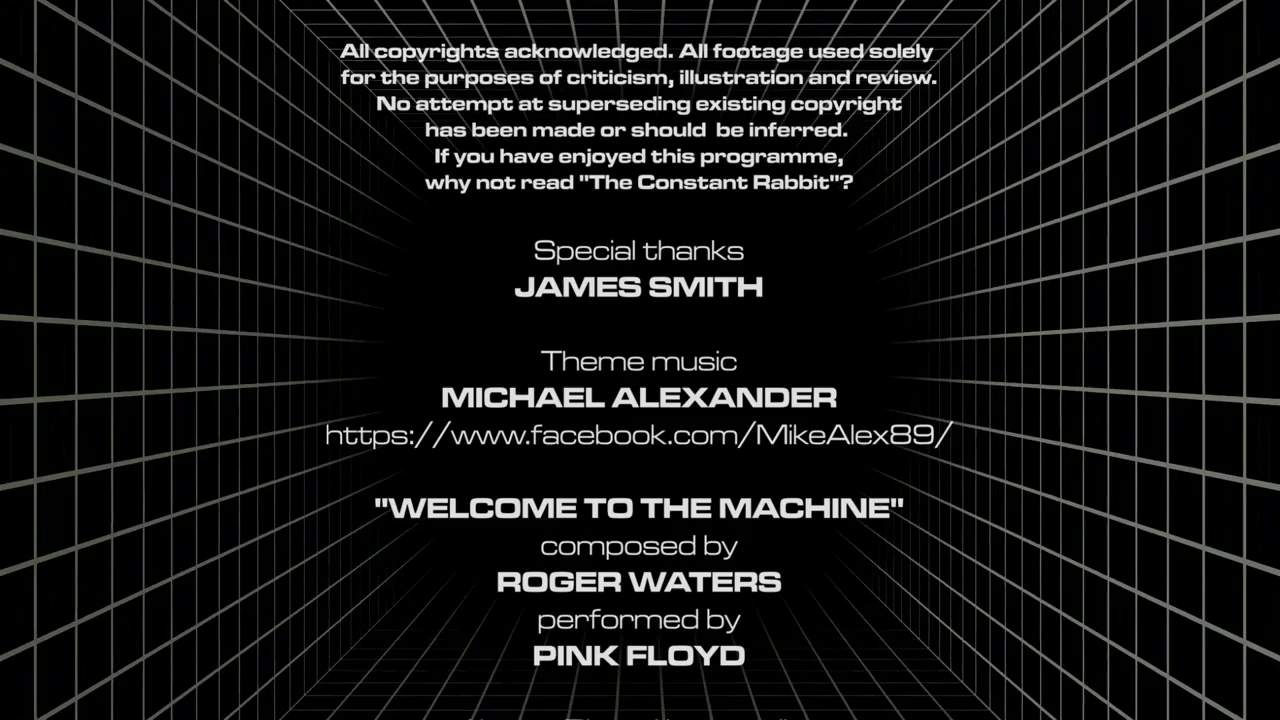 All copyrights acknowledged. All footage used solely
for the purposes of criticism, illustration and review.
No attempt at superseding existing copyright
has been made or should be inferred.
If you have enjoyed this programme,
why not read "The Constant Rabbit"?
Special thanks
JAMES SMITH
Theme music
MICHAEL ALEXANDER
https://www.facebook.com/MikeAlex89/
"WELCOME TO THE MACHINE"
composed by
ROGER WATERS
performed by
PINK FLOYD